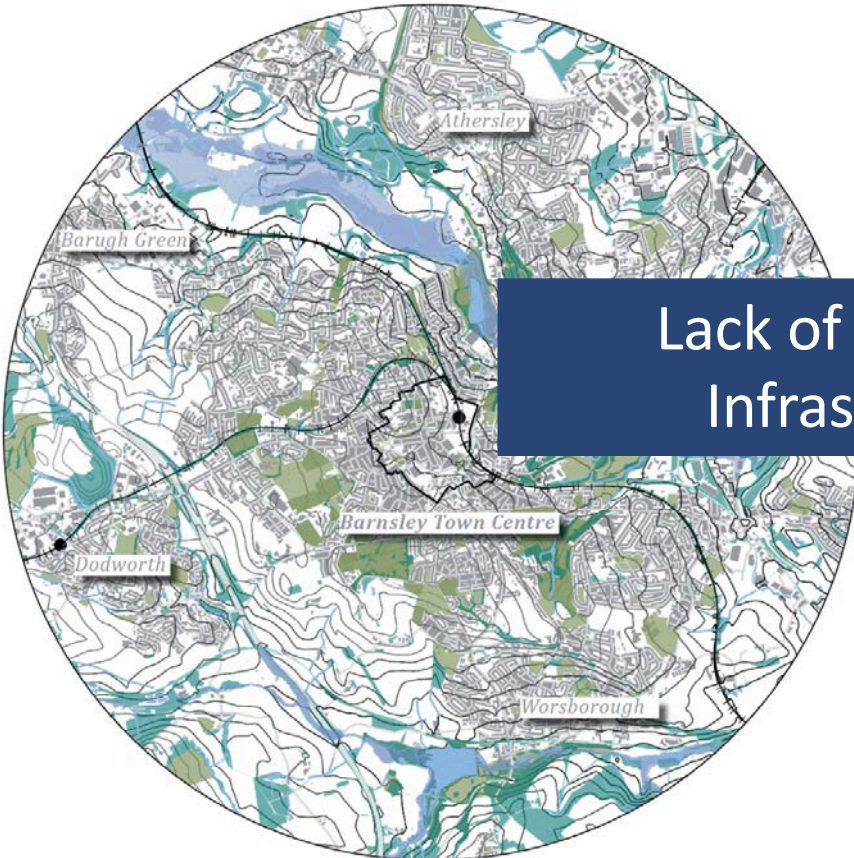 Athersley
Barugh Green
Lack of
Infras
Barnsley Town Centre
Dodworth
Worsborough